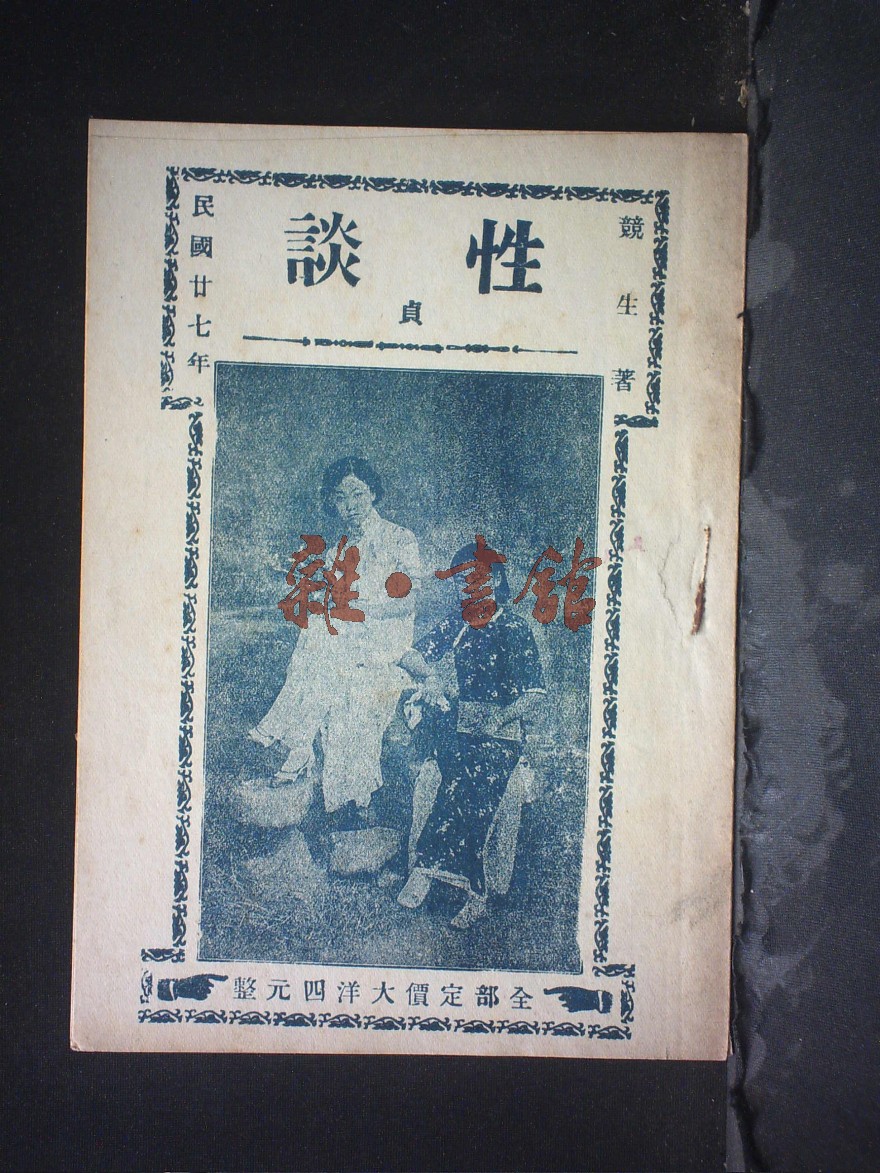 競生著
性談
貞
民國廿七年
雜·書館
全部定價大洋四元整